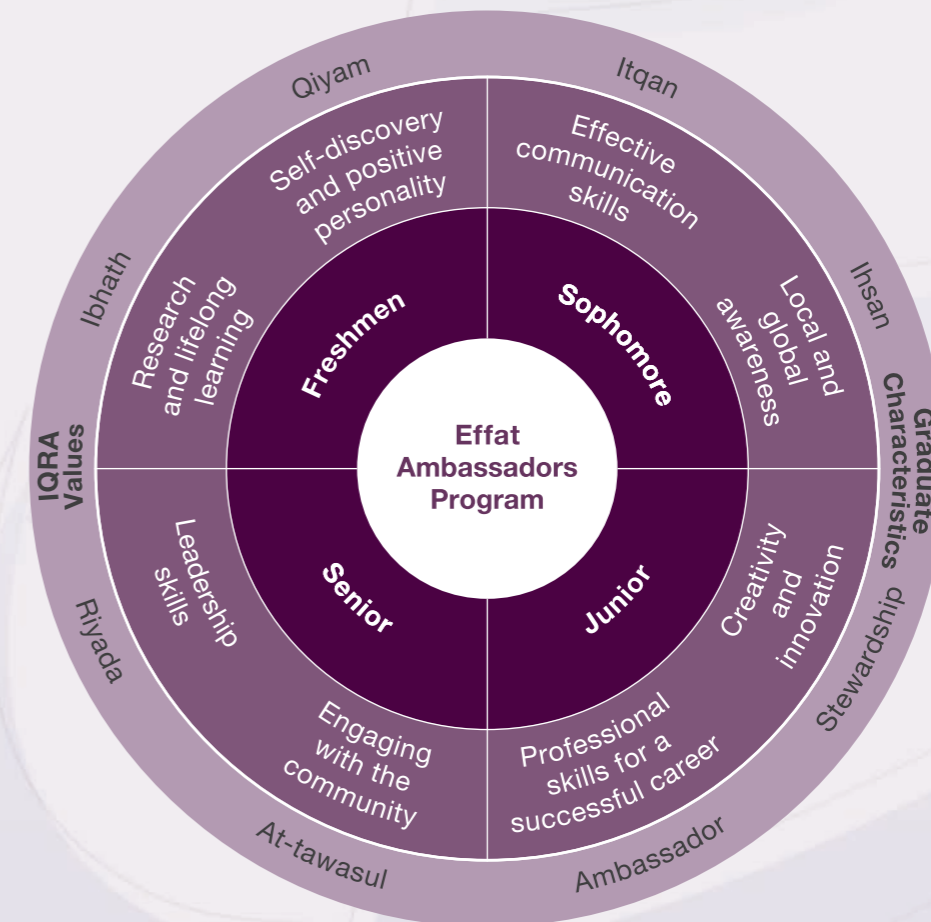 Qiyam
Itqan
Ibhath
Ihsan
IQRA
Values
Graduate
Characteristics
Riyada
Stewardship
At-tawasul
Ambassador
Self-discovery
and positive
personality
Effective
communication
skills
Research
and lifelong
learning
Local and
global
awareness
Leadership
skills
Creativity
and
innovation
Engaging
with the
community
Professional
skills for a
successful career
Freshmen
Sophomore
Senior
Junior
Effat
Ambassadors
Program